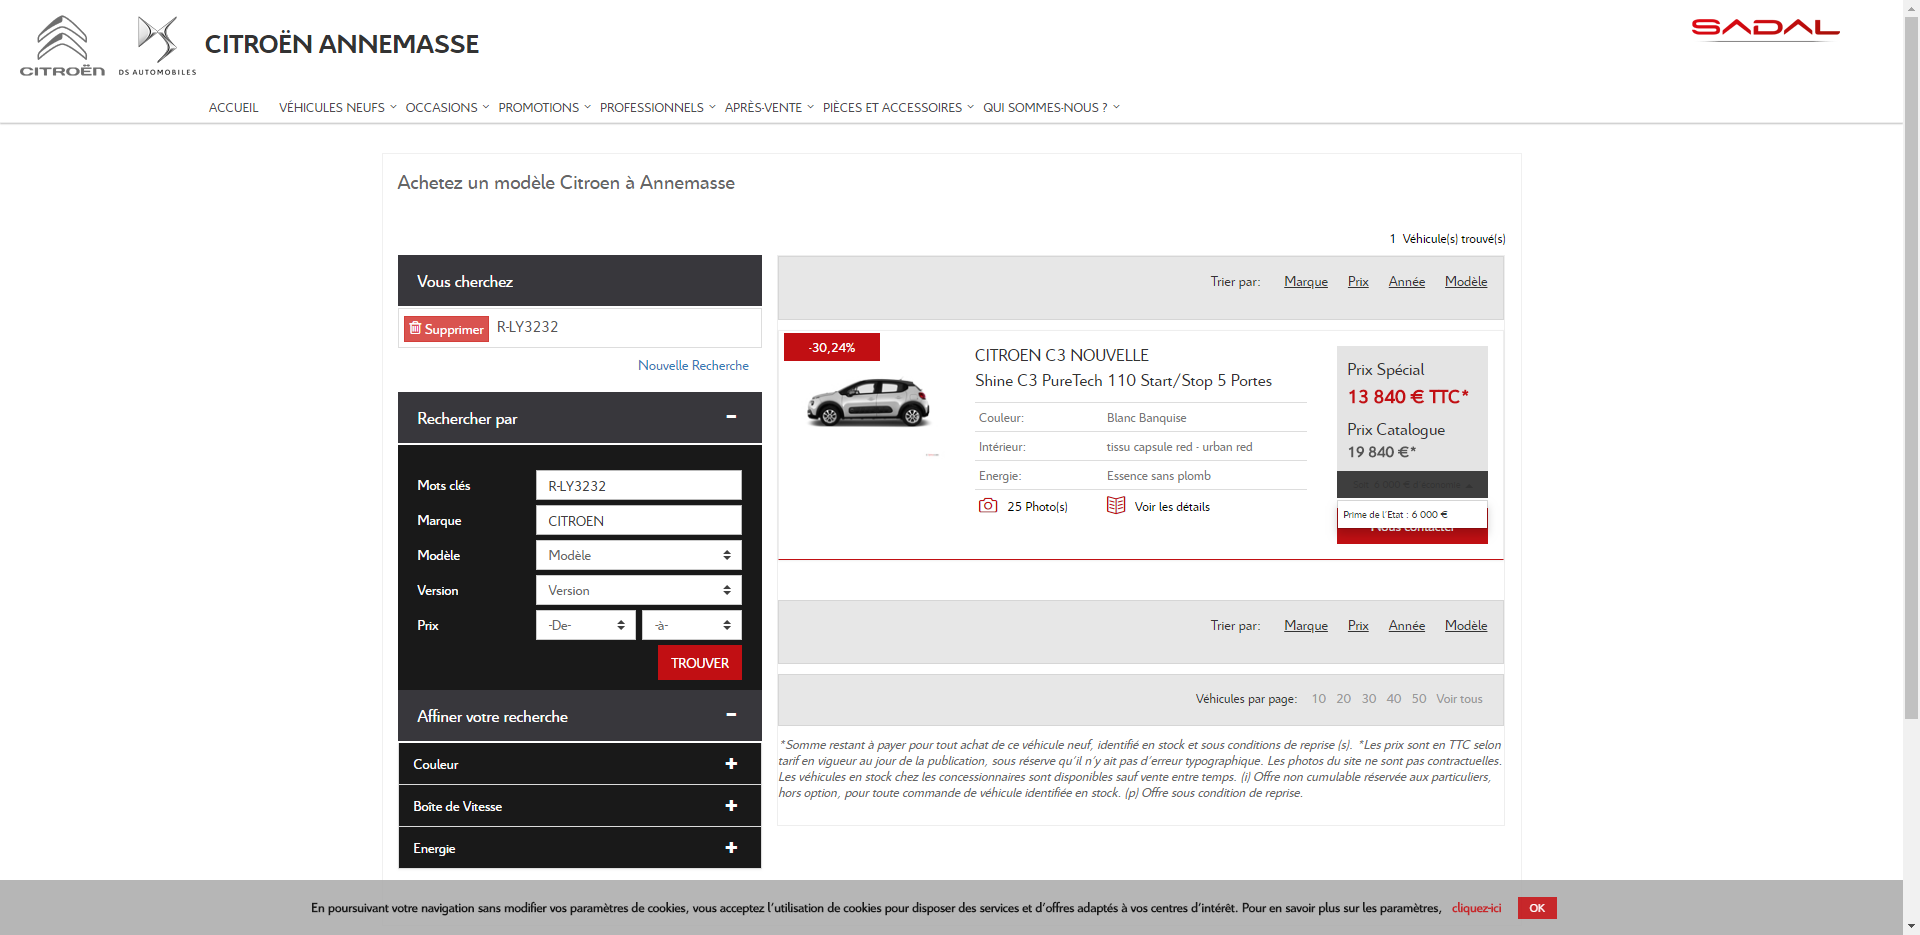 CITROËN
DS AUTOMOBILES
CITROËN ANNEMASSE
SADAL
ACCUEIL VÉHICULES NEUFS OCCASIONS PROMOTIONS PROFESSIONNELS APRÈS-VENTE PIÈCES ET ACCESSOIRES QUI SOMMES-NOUS ?
Achetez un modèle Citroen à Annemasse
1 Véhicule(s) trouvé(s)
Vous cherchez
Supprimer R-LY3232
Nouvelle Recherche
Rechercher par
Mots clés R-LY3232
Marque CITROEN
Modèle Modèle
Version Version
Prix -De- -à-
TROUVER
Affiner votre recherche
Couleur
Boîte de Vitesse
Energie
Trier par: Marque Prix Année Modèle
-30,24%
CITROEN C3 NOUVELLE
Shine C3 PureTech 110 Start/Stop 5 Portes
Couleur: Blanc Banquise
Intérieur: tissu capsule red - urban red
Energie: Essence sans plomb
25 Photo(s) Voir les détails
Prix Spécial
13 840 € TTC*
Prix Catalogue
19 840 €*
Prime de l'Etat : 6 000 €
Nous contacter
Trier par: Marque Prix Année Modèle
Véhicules par page: 10 20 30 40 50 Voir tous
*Somme restant à payer pour tout achat de ce véhicule neuf, identifié en stock et sous conditions de reprise (s). *Les prix sont en TTC selon
tarif en vigueur au jour de la publication, sous réserve qu'il n'y ait pas d'erreur typographique. Les photos du site ne sont pas contractuelles.
Les véhicules en stock chez les concessionnaires sont disponibles sauf vente entre temps. (i) Offre non cumulable réservée aux particuliers,
hors option, pour toute commande de véhicule identifiée en stock. (p) Offre sous condition de reprise.
En poursuivant votre navigation sans modifier vos paramètres de cookies, vous acceptez l'utilisation de cookies pour disposer des services et d'offres adaptés à vos centres d'intérêt. Pour en savoir plus sur les paramètres, cliquez-ici OK